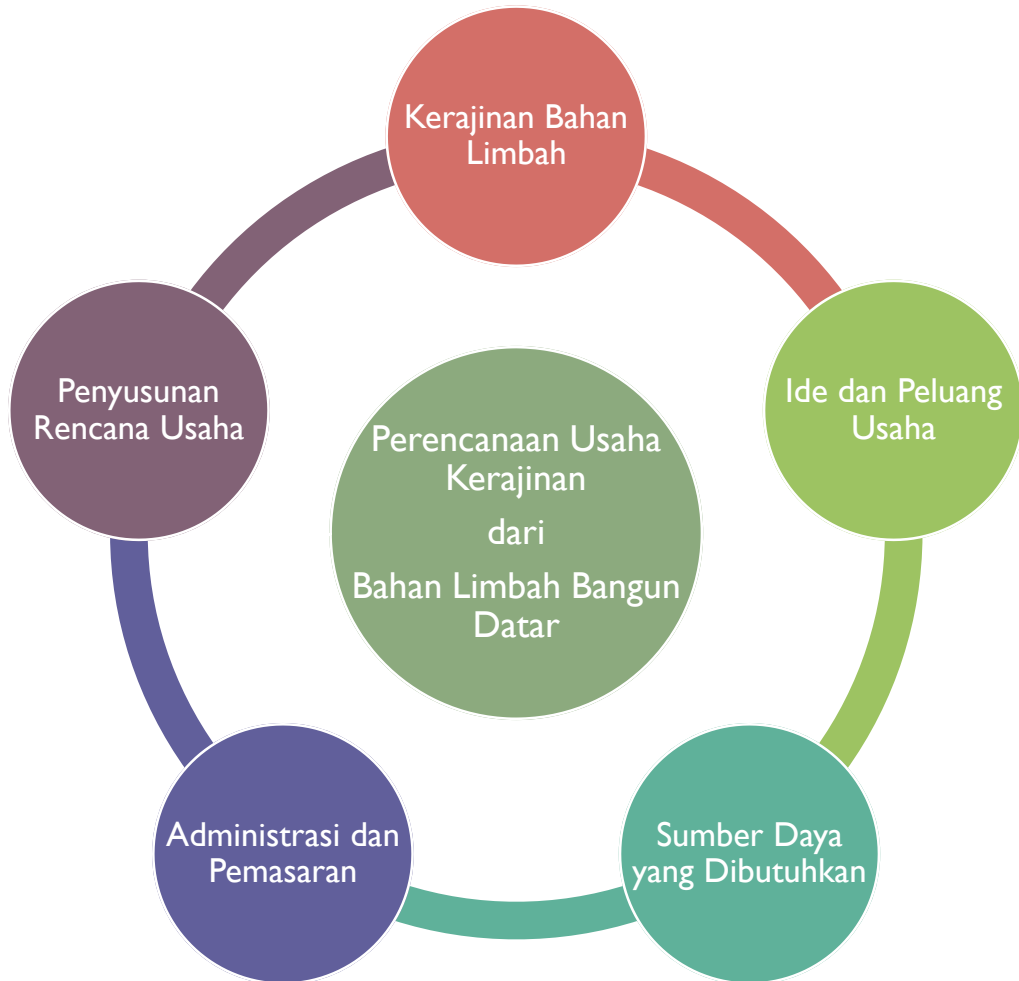 Kerajinan Bahan
Limbah
Ide dan Peluang
Usaha
Sumber Daya
yang Dibutuhkan
Administrasi dan
Pemasaran
Penyusunan
Rencana Usaha
Perencanaan Usaha
Kerajinan
dari
Bahan Limbah Bangun
Datar